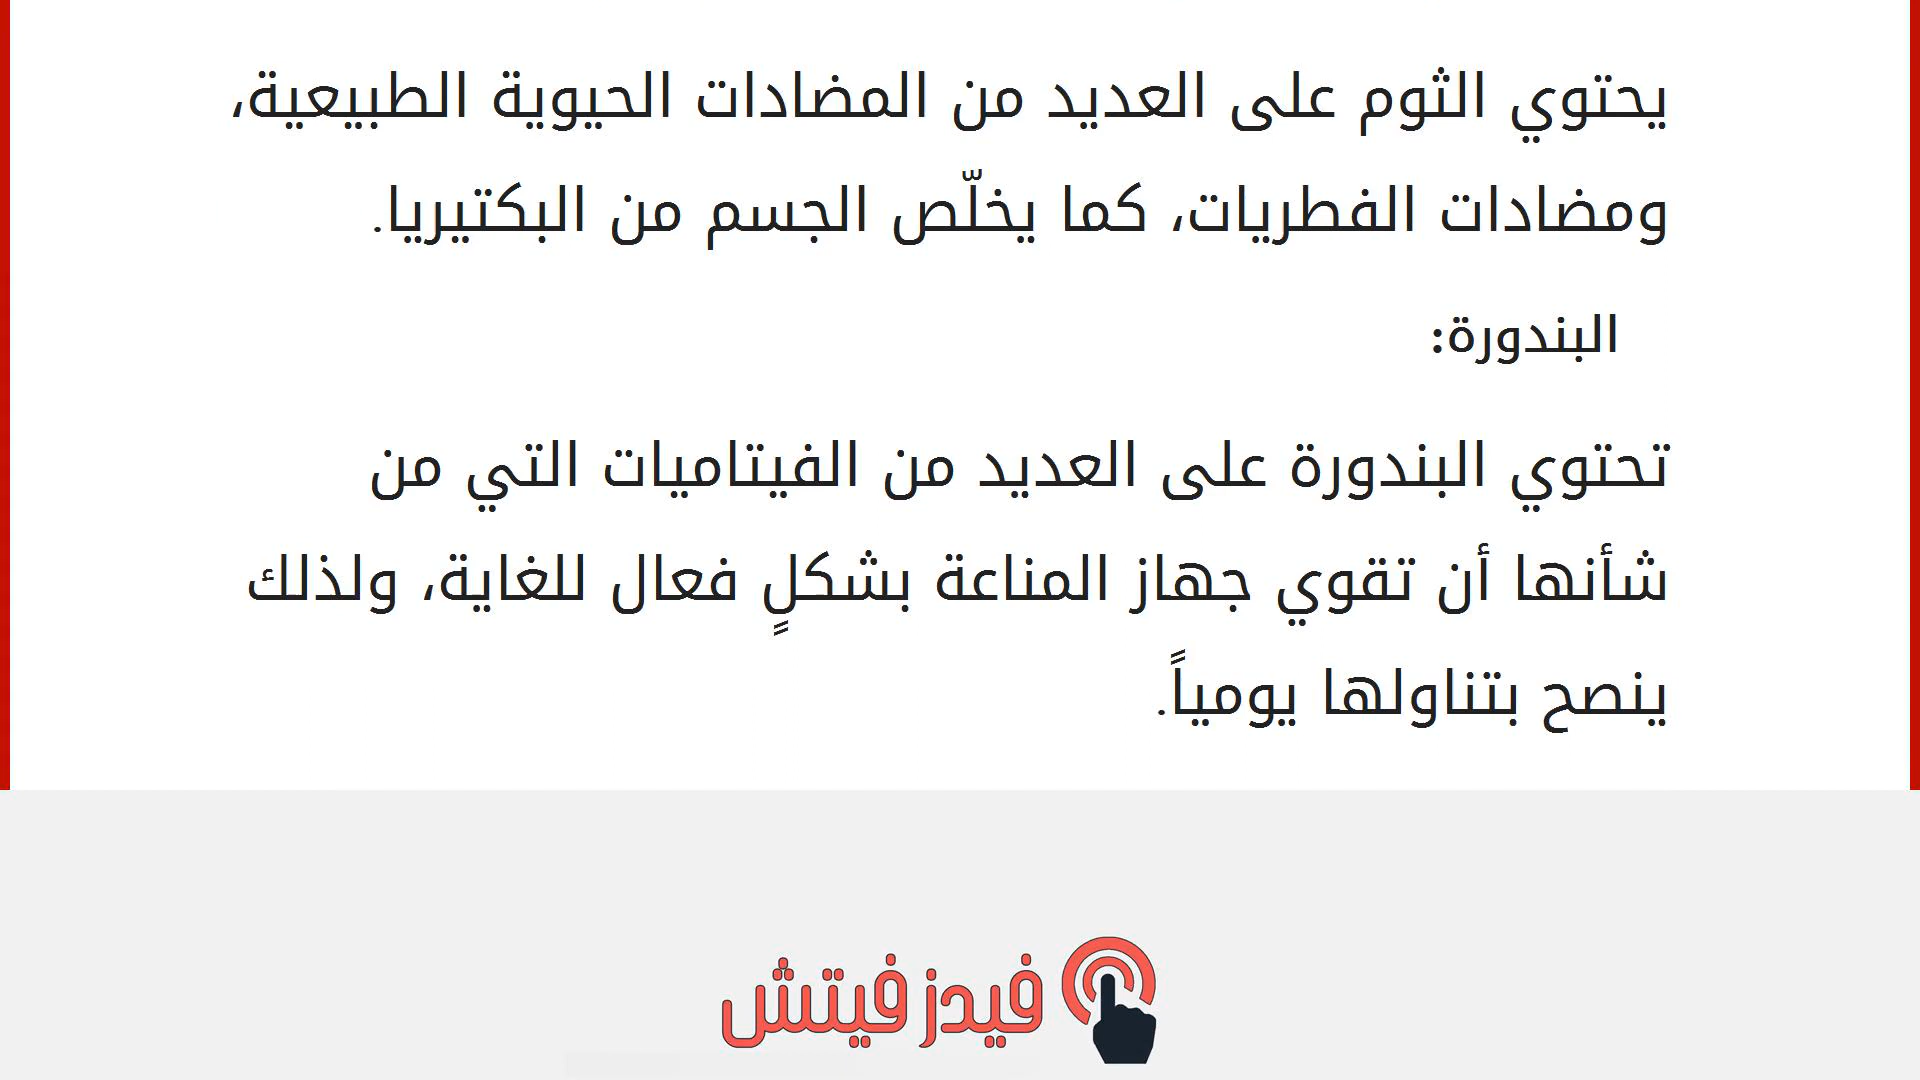 يحتوي الثوم على العديد من المضادات الحيوية الطبيعية،
ومضادات الفطريات، كما يخلّص الجسم من البكتيريا.
البندورة:
تحتوي البندورة على العديد من الفيتاميات التي من
شأنها أن تقوي جهاز المناعة بشكلٍ فعال للغاية، ولذلك
ينصح بتناولها يومياً.
فيدز فيتش